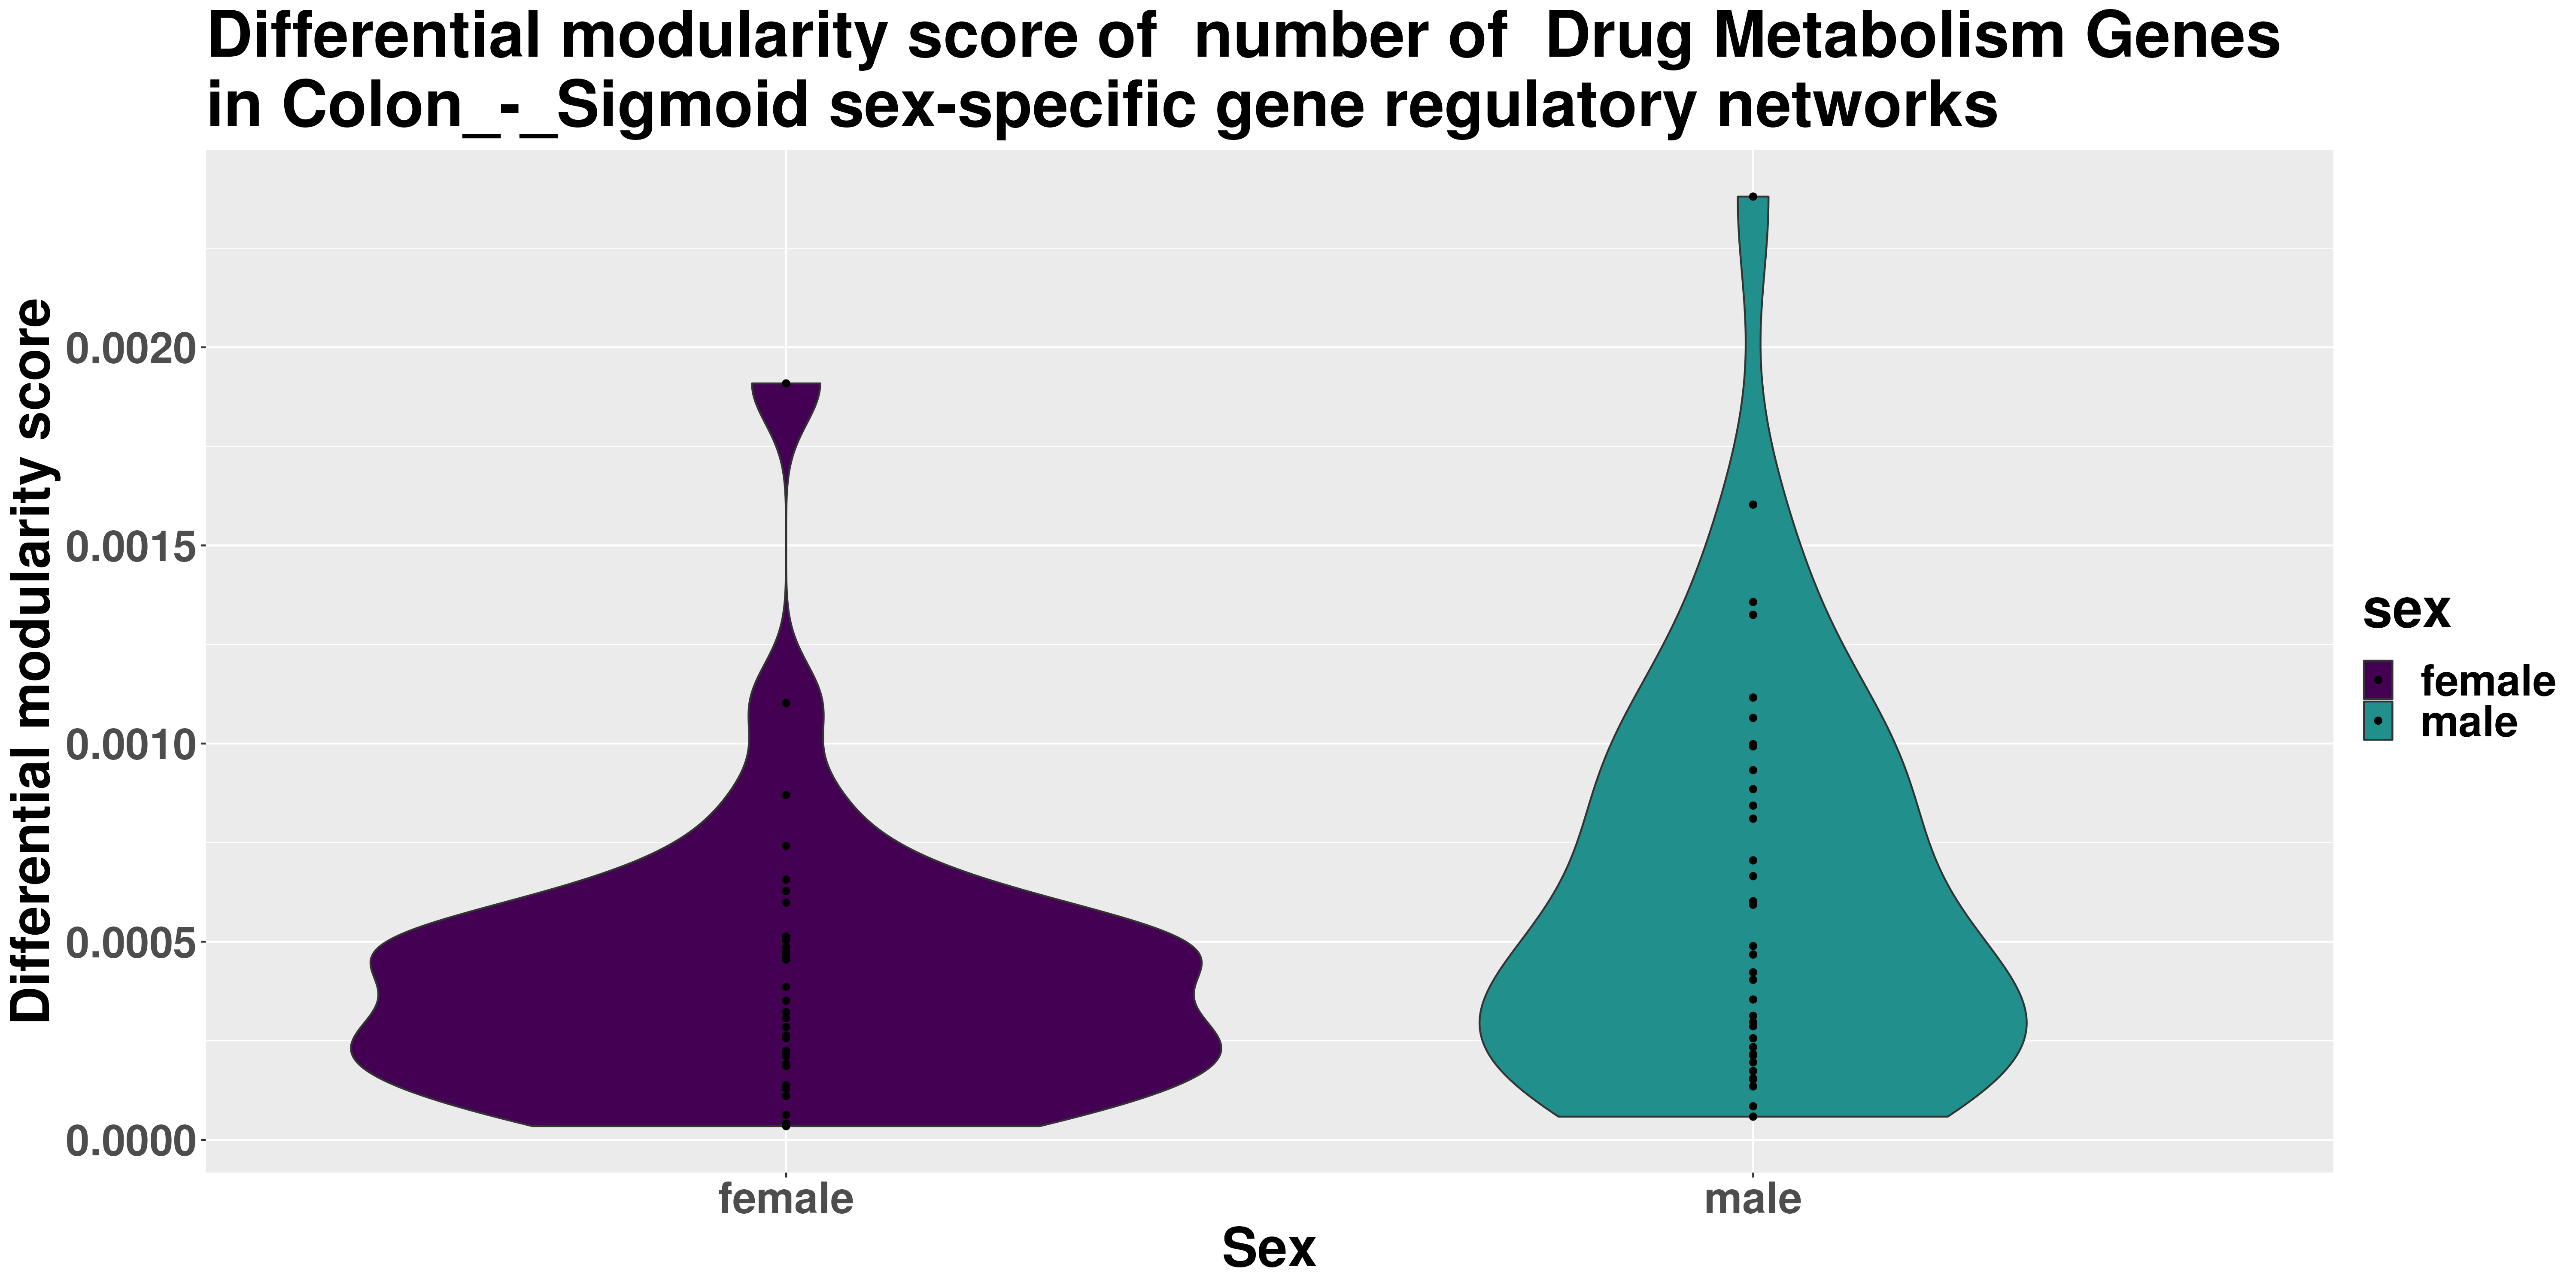 Differential modularity score of  number of  Drug Metabolism Genes
in Colon_-_Sigmoid sex-specific gene regulatory networks
Differential modularity score
0.0020
0.0015
0.0010
0.0005
0.0000
female
male
Sex
sex
female
male